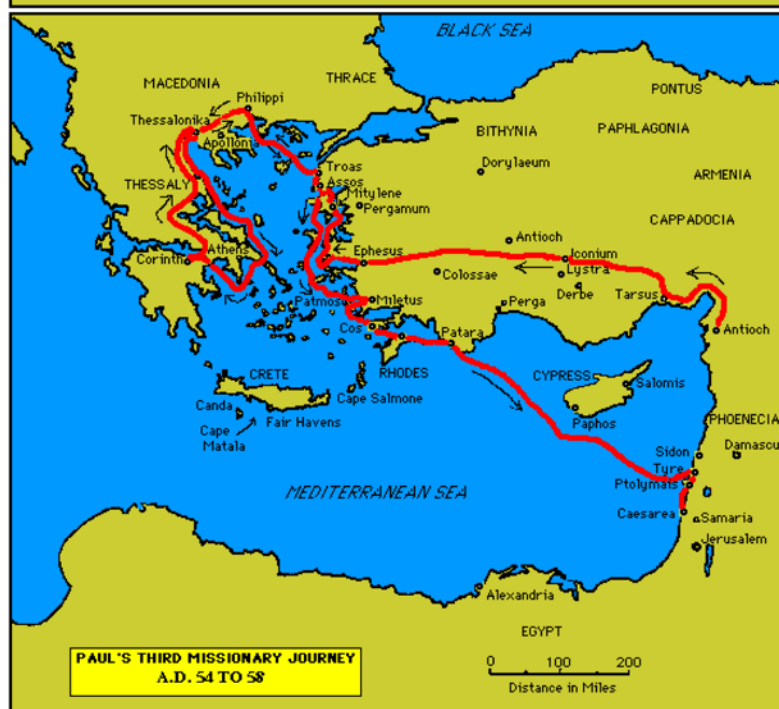 BLACK SEA
MACEDONIA
THRACE
Philippi
PONTUS
Thessalonika
BITHYNIA
PAPHLAGONIA
Apollonia
Dorylaeum
Troas
ARMENIA
THESSALY
Assos
Mitylene
Pergamum
CAPPADOCIA
Antioch
Athens
Ephesus
Iconium
Corinth
Lystra
Colossae
Derbe
Tarsus
Patmos
Miletus
Perga
Cos
Patara
Antioch
CRETE
RHODES
CYPRESS
Salomis
Cape Salmone
Canda
Paphos
Fair Havens
PHOENECIA
Cape
Matala
Sidon
Damascu
Tyre
Ptolymais
MEDITERRANEAN SEA
Caesarea
Samaria
Jerusalem
Alexandria
EGYPT
PAUL'S THIRD MISSIONARY JOURNEY
A.D. 54 TO 58
0 100 200
Distance in Miles